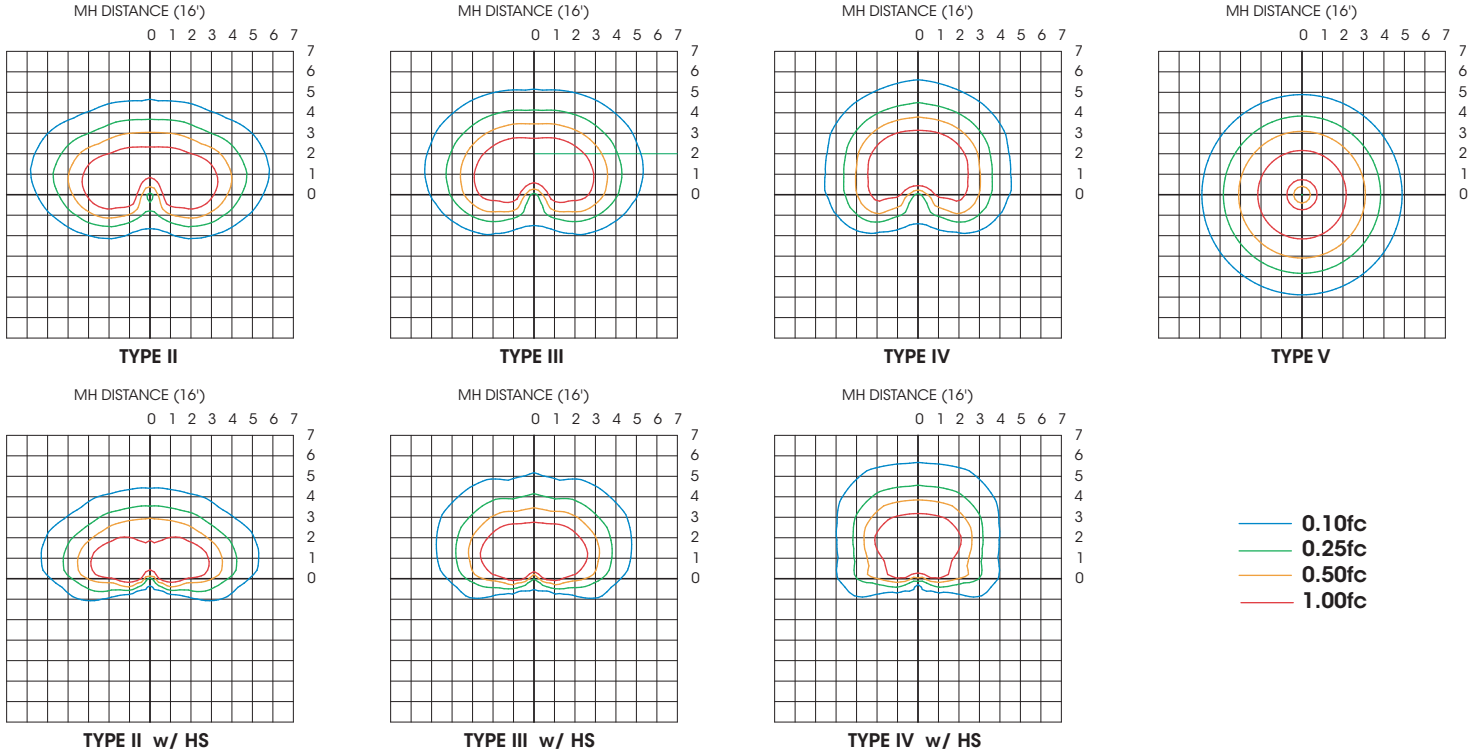 MH DISTANCE (16')
0 1 2 3 4 5 6 7
7
6
5
4
3
2
1
0
TYPE II
MH DISTANCE (16')
0 1 2 3 4 5 6 7
7
6
5
4
3
2
1
0
TYPE III
MH DISTANCE (16')
0 1 2 3 4 5 6 7
7
6
5
4
3
2
1
0
TYPE IV
MH DISTANCE (16')
0 1 2 3 4 5 6 7
7
6
5
4
3
2
1
0
TYPE V
MH DISTANCE (16')
0 1 2 3 4 5 6 7
7
6
5
4
3
2
1
0
TYPE II w/ HS
MH DISTANCE (16')
0 1 2 3 4 5 6 7
7
6
5
4
3
2
1
0
TYPE III w/ HS
MH DISTANCE (16')
0 1 2 3 4 5 6 7
7
6
5
4
3
2
1
0
TYPE IV w/ HS
0.10fc
0.25fc
0.50fc
1.00fc